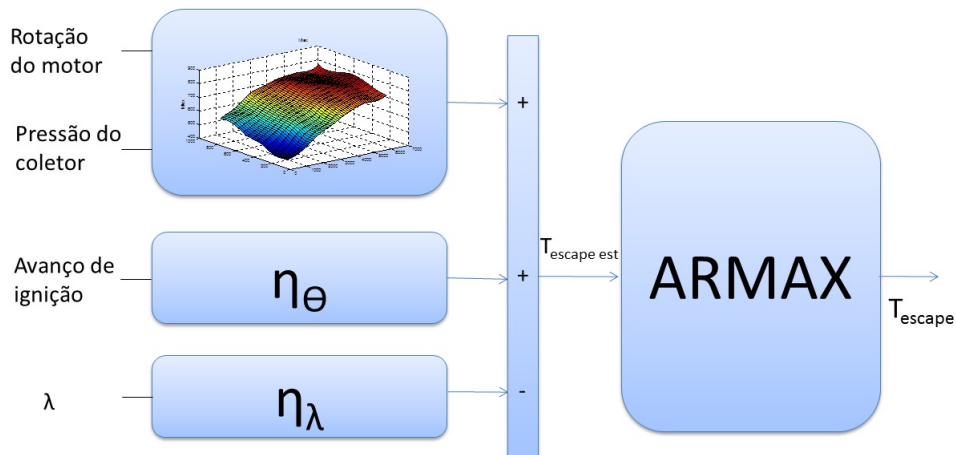 Rotação
do motor
Pressão do
coletor
Avanço de
ignição
λ
ηΘ
ηλ
+
+
-
Tescape est
ARMAX
Tescape